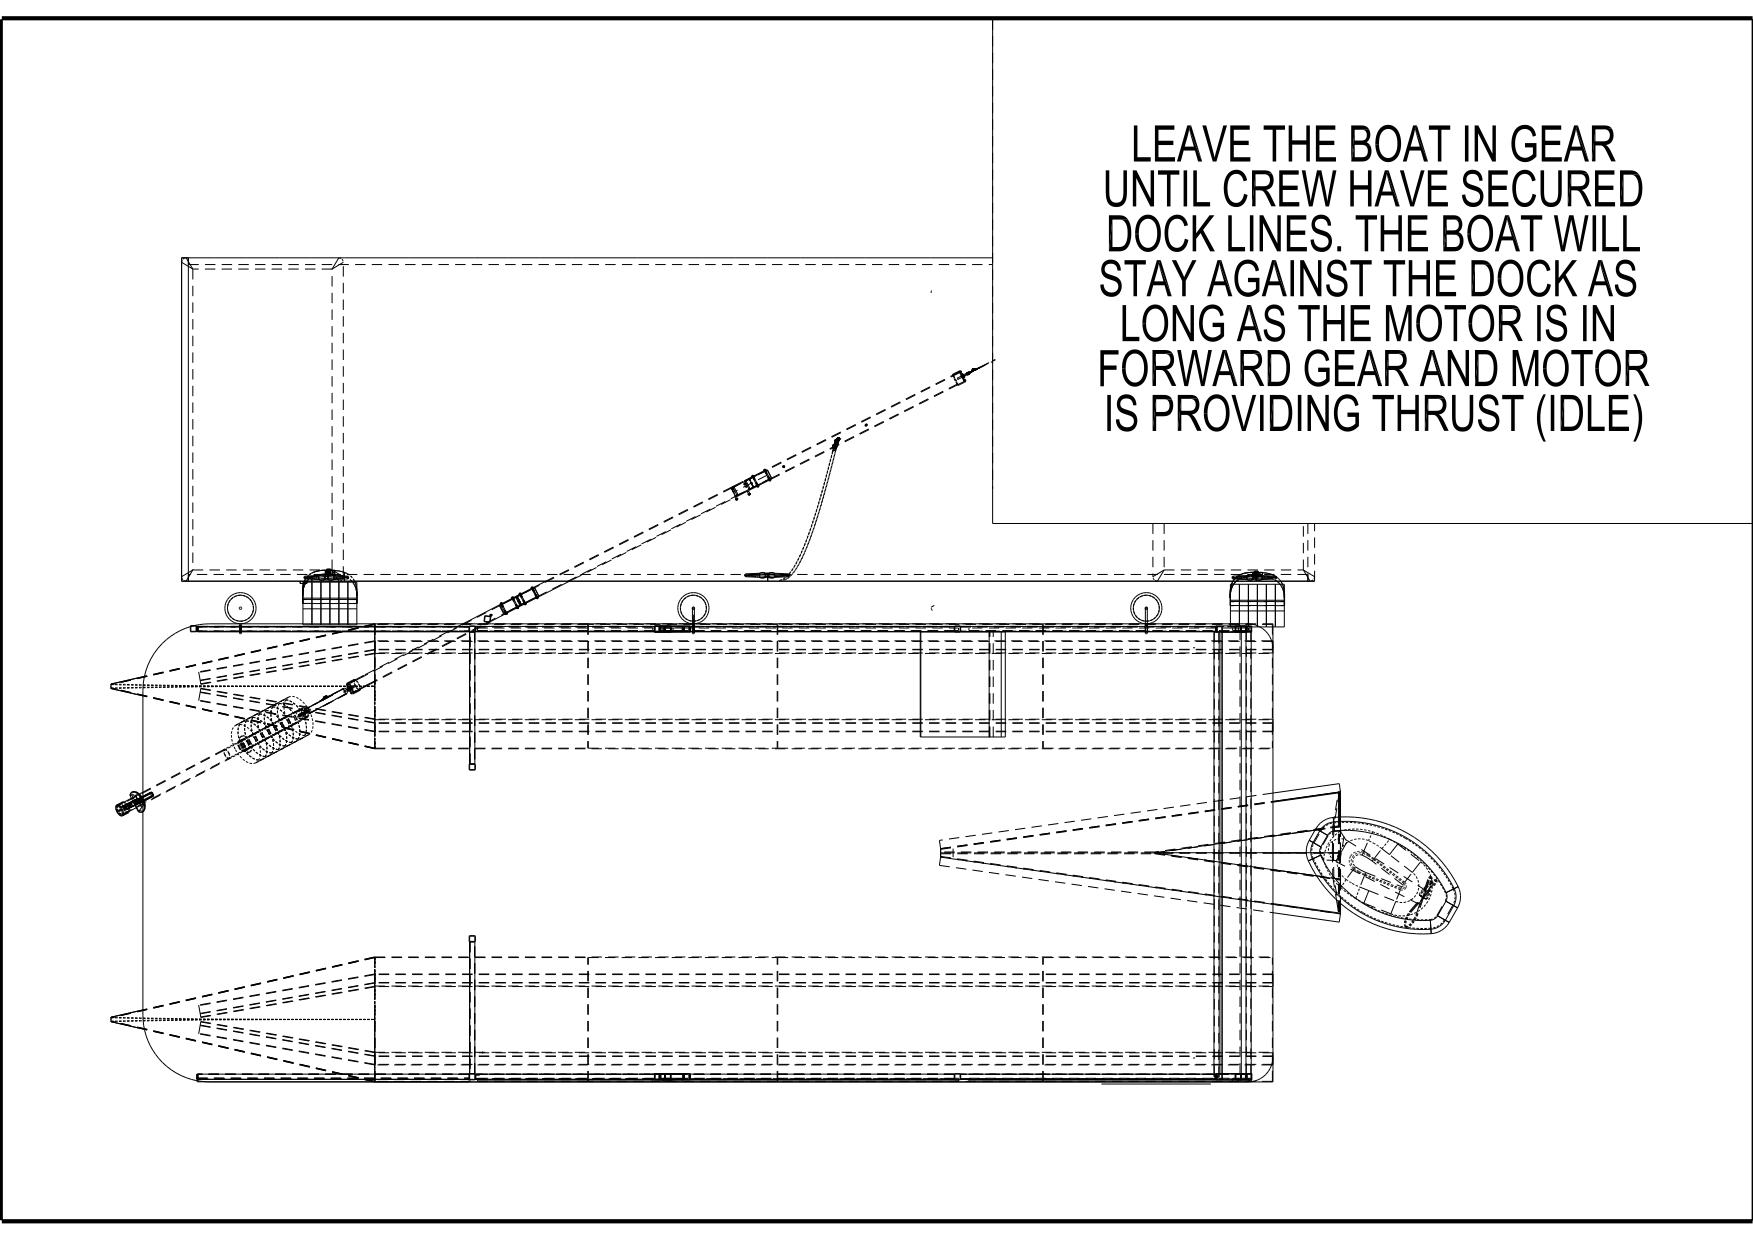 LEAVE THE BOAT IN GEAR
UNTIL CREW HAVE SECURED
DOCK LINES. THE BOAT WILL
STAY AGAINST THE DOCK AS
LONG AS THE MOTOR IS IN
FORWARD GEAR AND MOTOR
IS PROVIDING THRUST (IDLE)